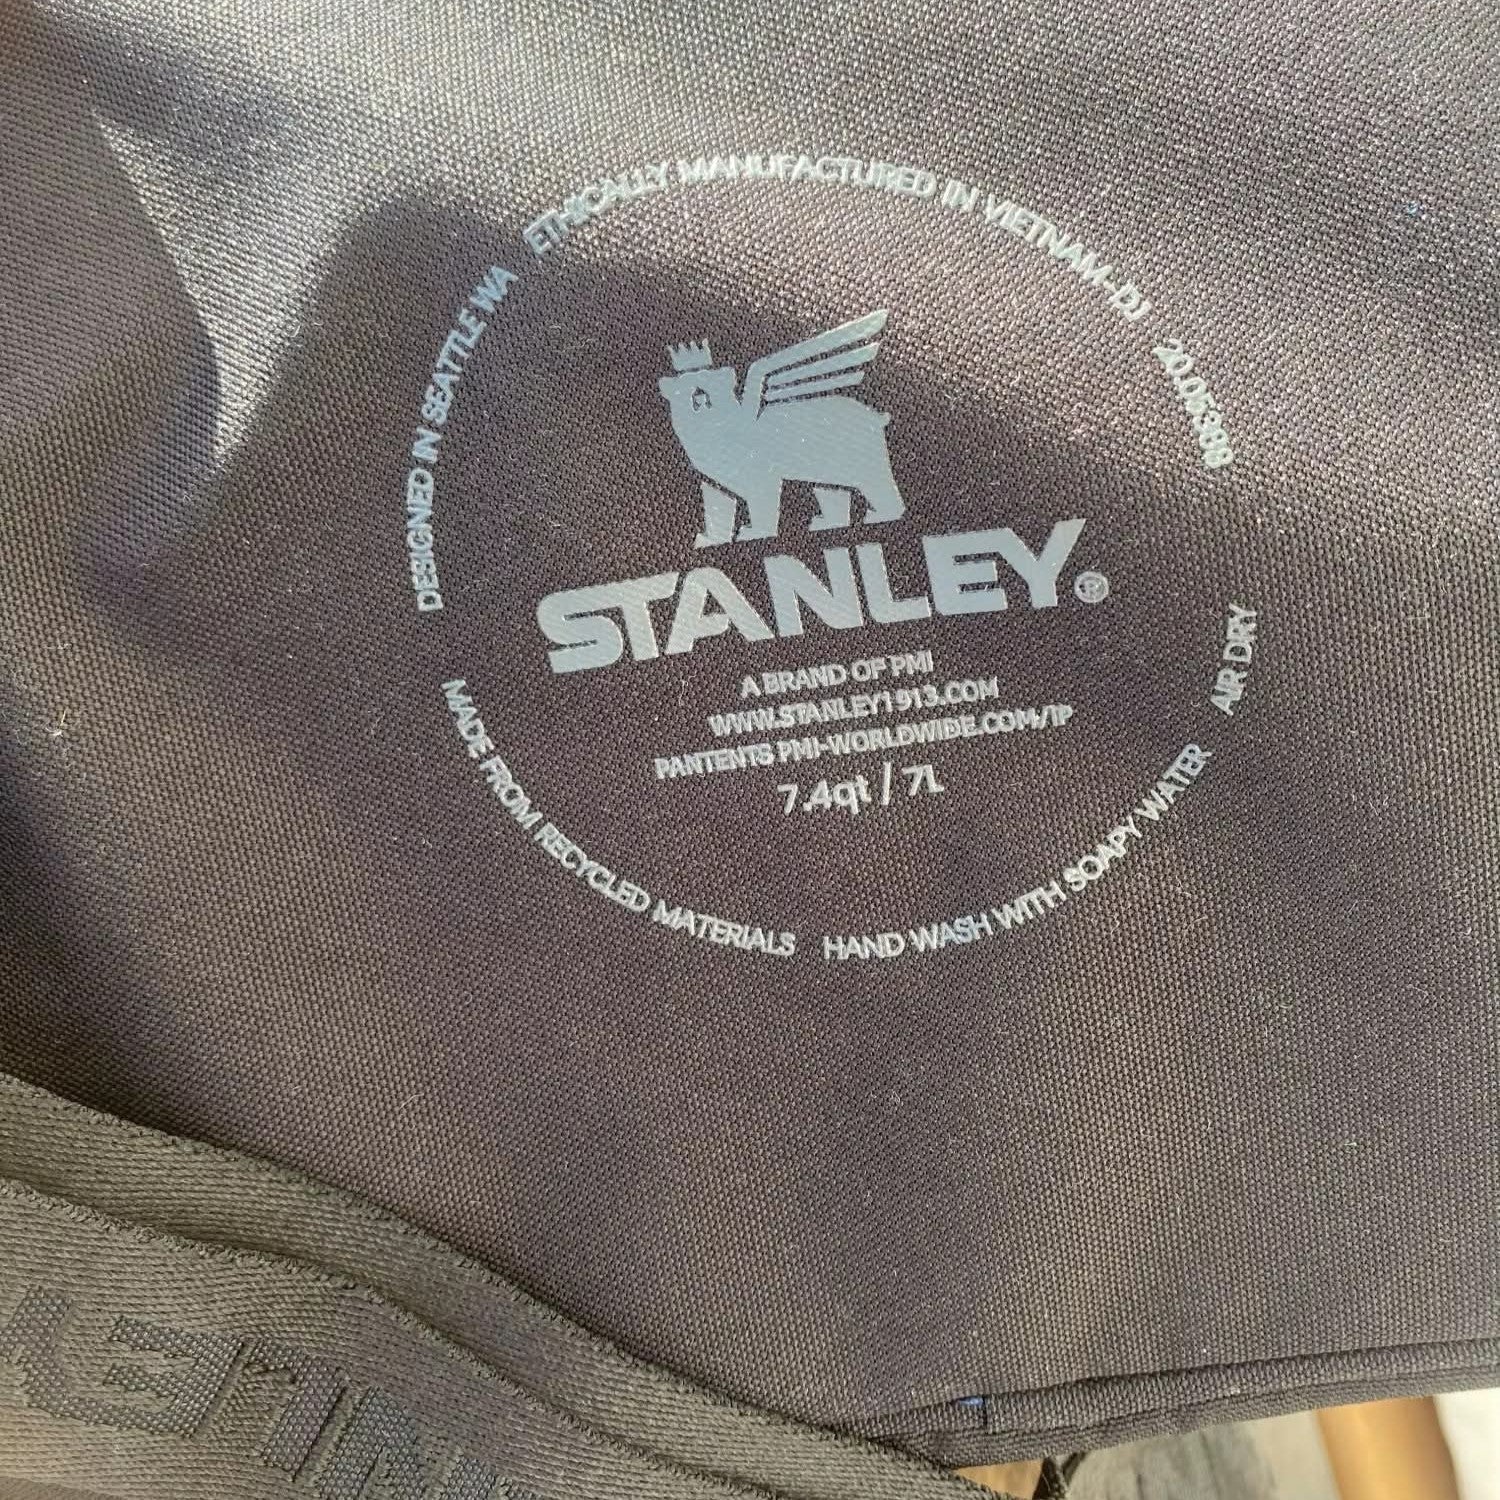 DESIGNED IN SEATTLE WA
ETHICALLY MANUFACTURED IN VIETNAM-DJ
20.05388
STANLEY®
A BRAND OF PMI
WWW.STANLEY1913.COM
PANTENTS PMI-WORLDWIDE.COM/IP
7.4qt / 7L
MADE FROM RECYCLED MATERIALS
HAND WASH WITH SOAPY WATER
AIR DRY